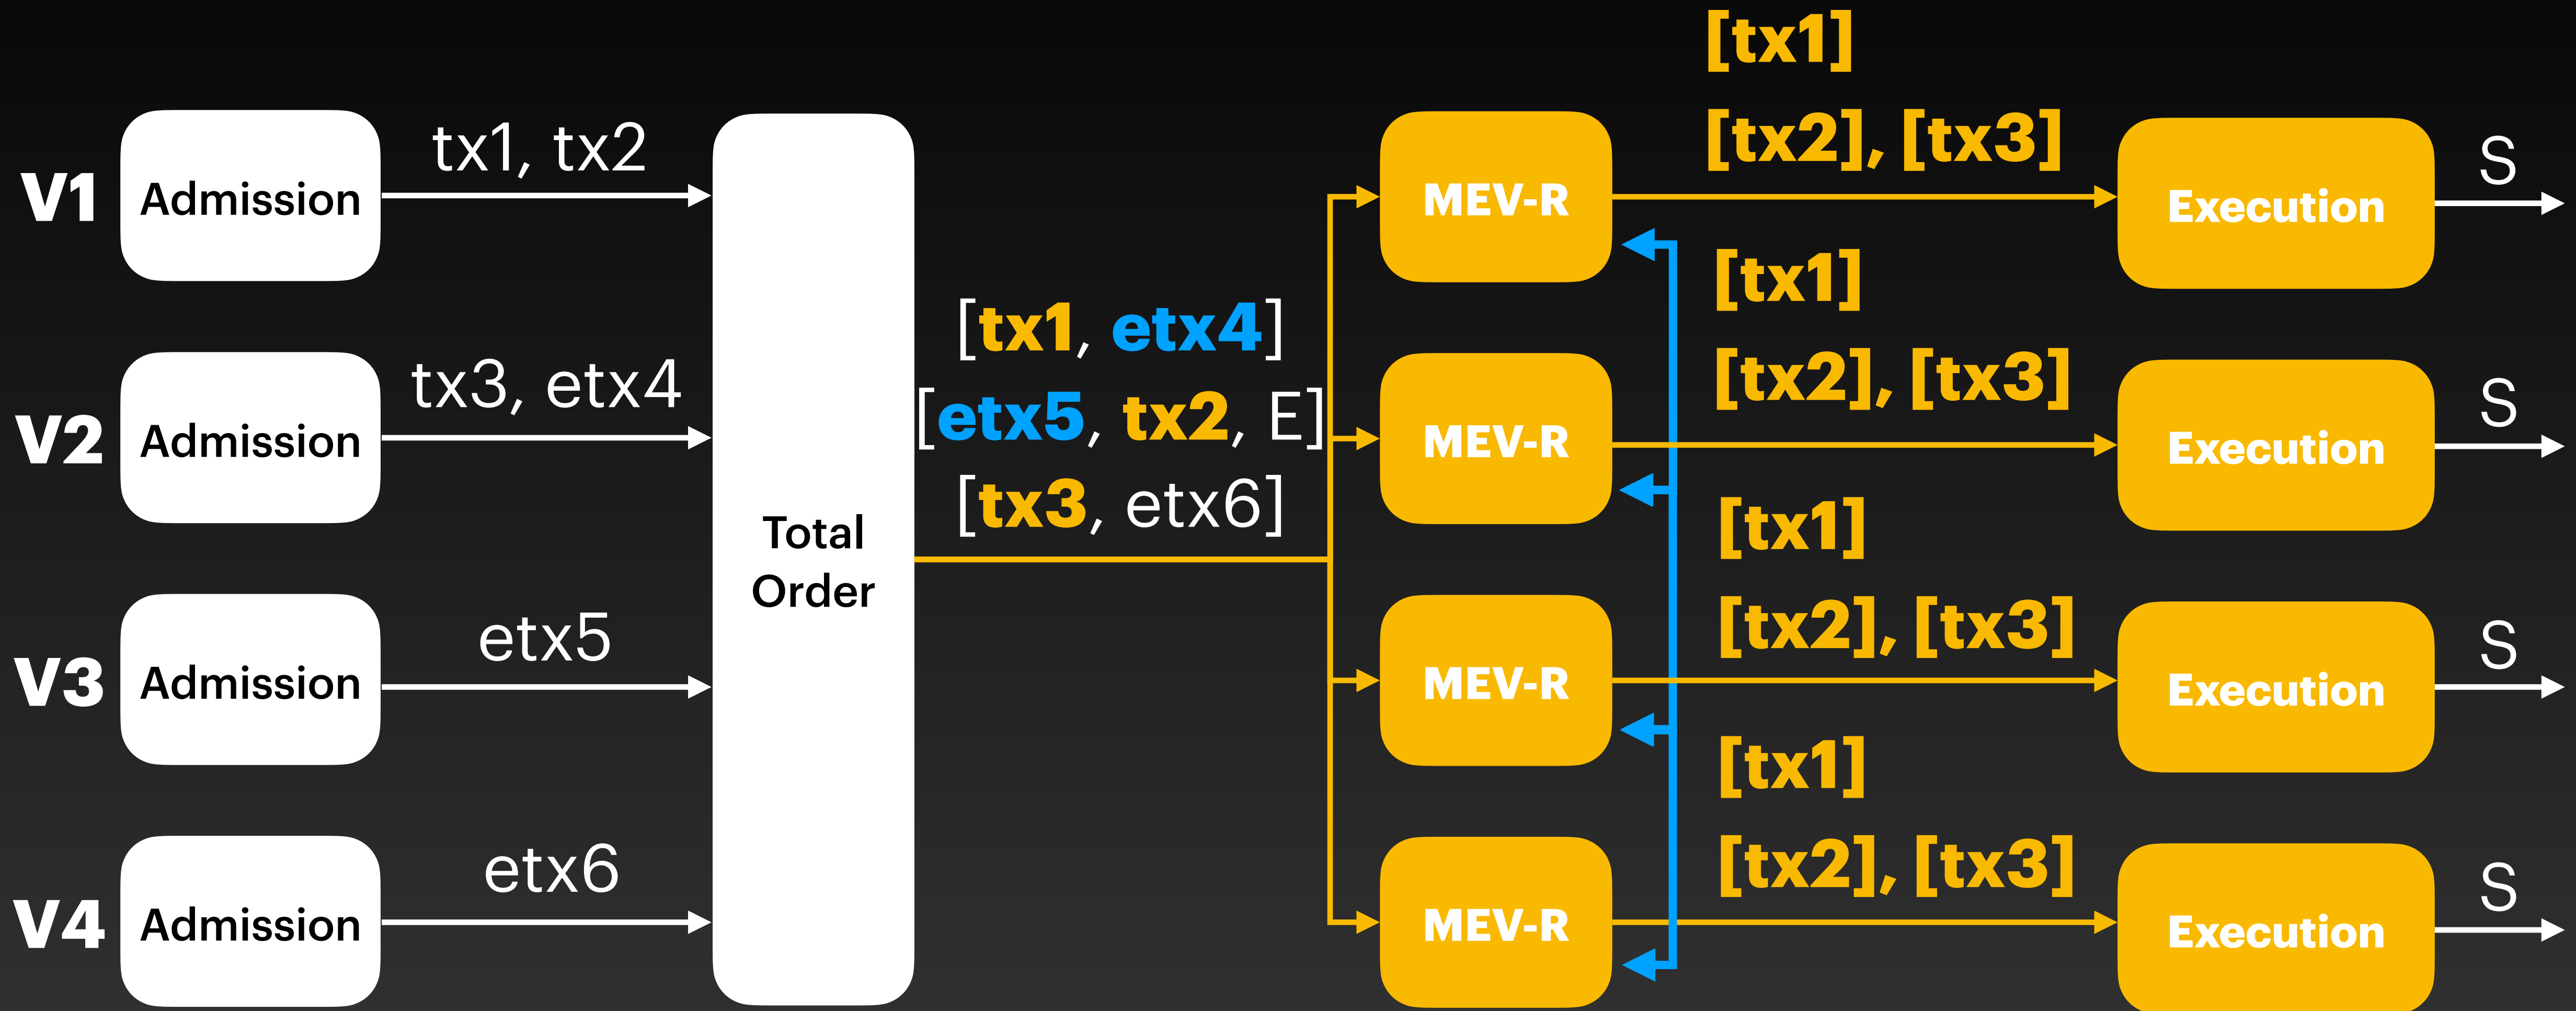 V1
Admission
tx1, tx2
V2
Admission
tx3, etx4
V3
Admission
etx5
V4
Admission
etx6
Total
Order
[tx1, etx4]
[etx5, tx2, E]
[tx3, etx6]
MEV-R
[tx1]
[tx2], [tx3]
Execution
S
MEV-R
[tx1]
[tx2], [tx3]
Execution
S
MEV-R
[tx1]
[tx2], [tx3]
Execution
S
MEV-R
[tx1]
[tx2], [tx3]
Execution
S